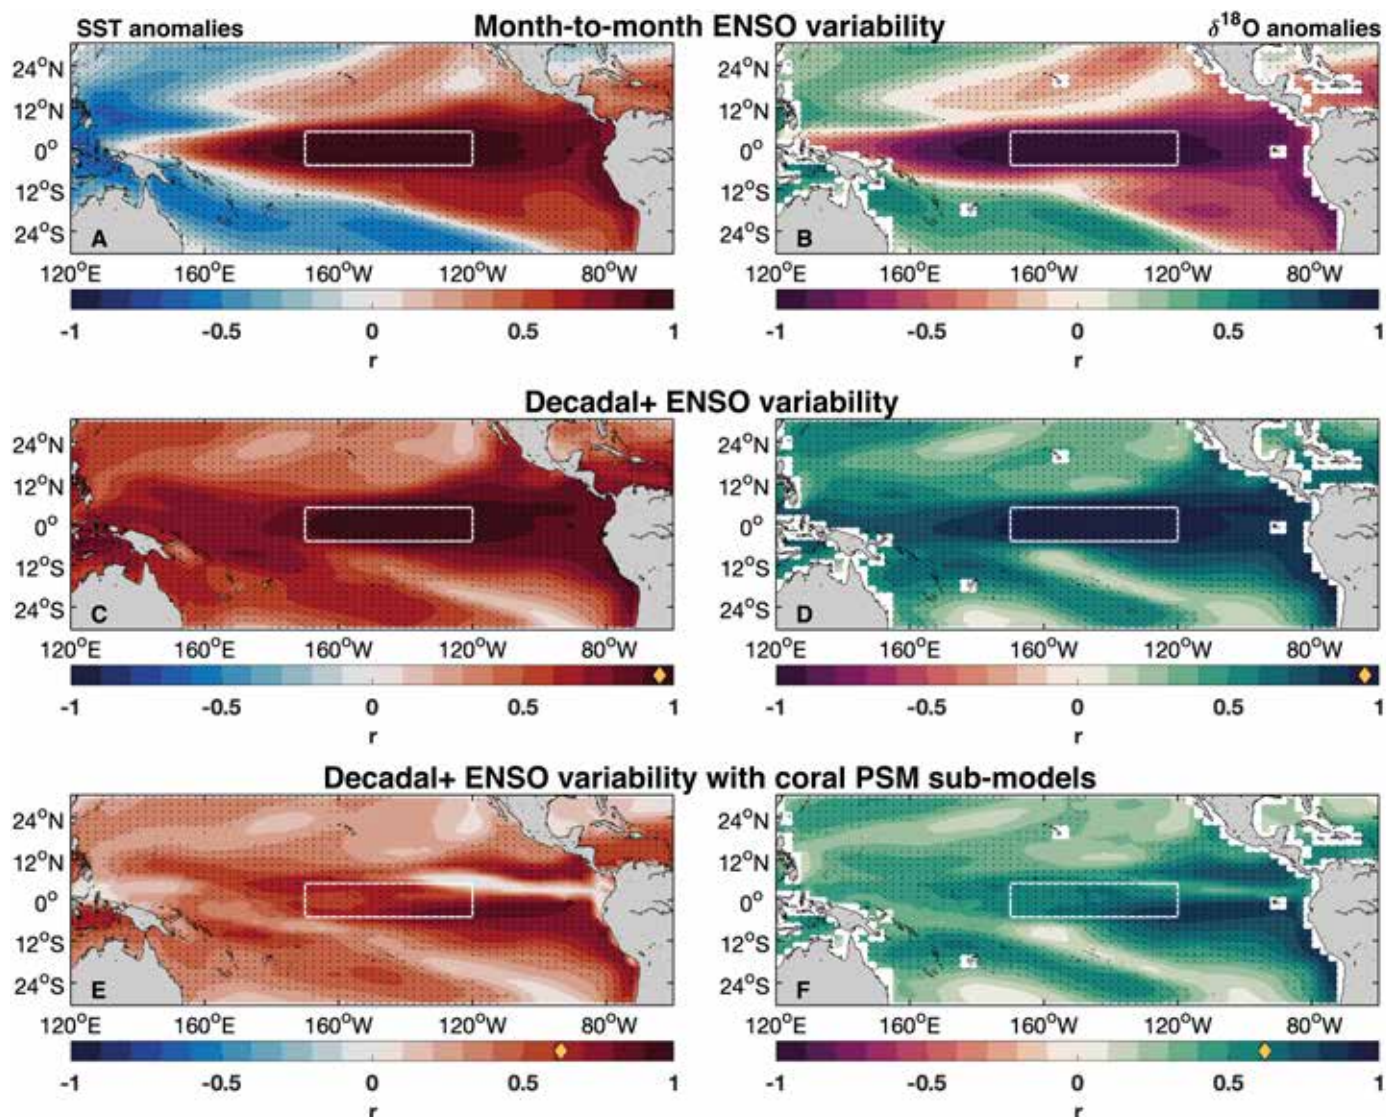 SST anomalies Month-to-month ENSO variability δ¹⁸O anomalies
24°N 24°N
12°N 12°N
0° 0°
12°S 12°S
24°S A 24°S B
120°E 160°E 160°W 120°W 80°W 120°E 160°E 160°W 120°W 80°W
-1 -0.5 0 0.5 1 -1 -0.5 0 0.5 1
r r
Decadal+ ENSO variability
24°N 24°N
12°N 12°N
0° 0°
12°S 12°S
24°S C 24°S D
120°E 160°E 160°W 120°W 80°W 120°E 160°E 160°W 120°W 80°W
-1 -0.5 0 0.5 1 -1 -0.5 0 0.5 1
r r
Decadal+ ENSO variability with coral PSM sub-models
24°N 24°N
12°N 12°N
0° 0°
12°S 12°S
24°S E 24°S F
120°E 160°E 160°W 120°W 80°W 120°E 160°E 160°W 120°W 80°W
-1 -0.5 0 0.5 1 -1 -0.5 0 0.5 1
r r